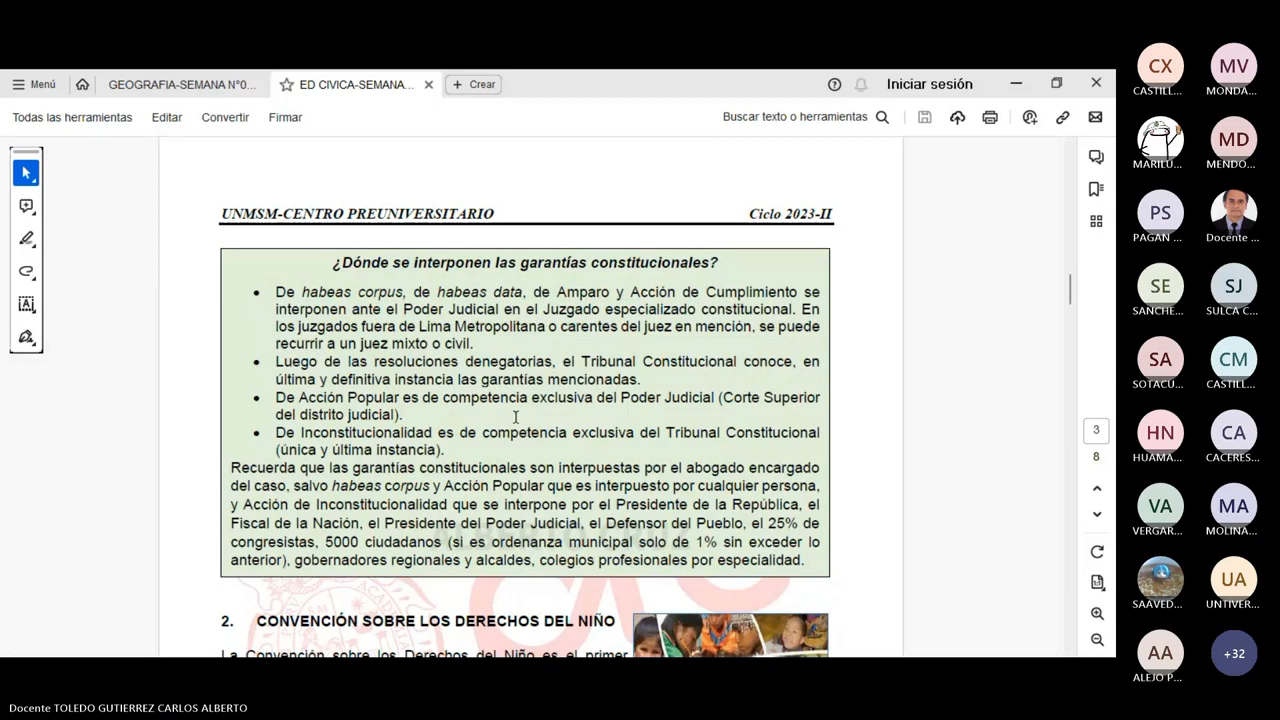 Menú
GEOGRAFIA-SEMANA N°0...
ED CIVICA-SEMANA...
Crear
Iniciar sesión
Todas las herramientas
Editar
Convertir
Firmar
Buscar texto o herramientas
UNMSM-CENTRO PREUNIVERSITARIO Ciclo 2023-II
¿Dónde se interponen las garantías constitucionales?
• De habeas corpus, de habeas data, de Amparo y Acción de Cumplimiento se
interponen ante el Poder Judicial en el Juzgado especializado constitucional. En
los juzgados fuera de Lima Metropolitana o carentes del juez en mención, se puede
recurrir a un juez mixto o civil.
• Luego de las resoluciones denegatorias, el Tribunal Constitucional conoce, en
última y definitiva instancia las garantías mencionadas.
• De Acción Popular es de competencia exclusiva del Poder Judicial (Corte Superior
del distrito judicial).
• De Inconstitucionalidad es de competencia exclusiva del Tribunal Constitucional
(única y última instancia).
Recuerda que las garantías constitucionales son interpuestas por el abogado encargado
del caso, salvo habeas corpus y Acción Popular que es interpuesto por cualquier persona,
y Acción de Inconstitucionalidad que se interpone por el Presidente de la República, el
Fiscal de la Nación, el Presidente del Poder Judicial, el Defensor del Pueblo, el 25% de
congresistas, 5000 ciudadanos (si es ordenanza municipal solo de 1% sin exceder lo
anterior), gobernadores regionales y alcaldes, colegios profesionales por especialidad.
2. CONVENCIÓN SOBRE LOS DERECHOS DEL NIÑO
La Convención sobre los Derechos del Niño es el primer
3
8
CX
CASTILL...
MV
MONDA...
MARILU...
MD
MENDO...
PS
PAGAN ...
Docente ...
SE
SANCHE...
SJ
SULCA C...
SA
SOTACU...
CM
CASTILL...
HN
HUAMA...
CA
CACERES...
VA
VERGAR...
MA
MOLINA...
SAAVED...
UA
UNTIVER...
AA
ALEJO P...
+32
Docente TOLEDO GUTIERREZ CARLOS ALBERTO